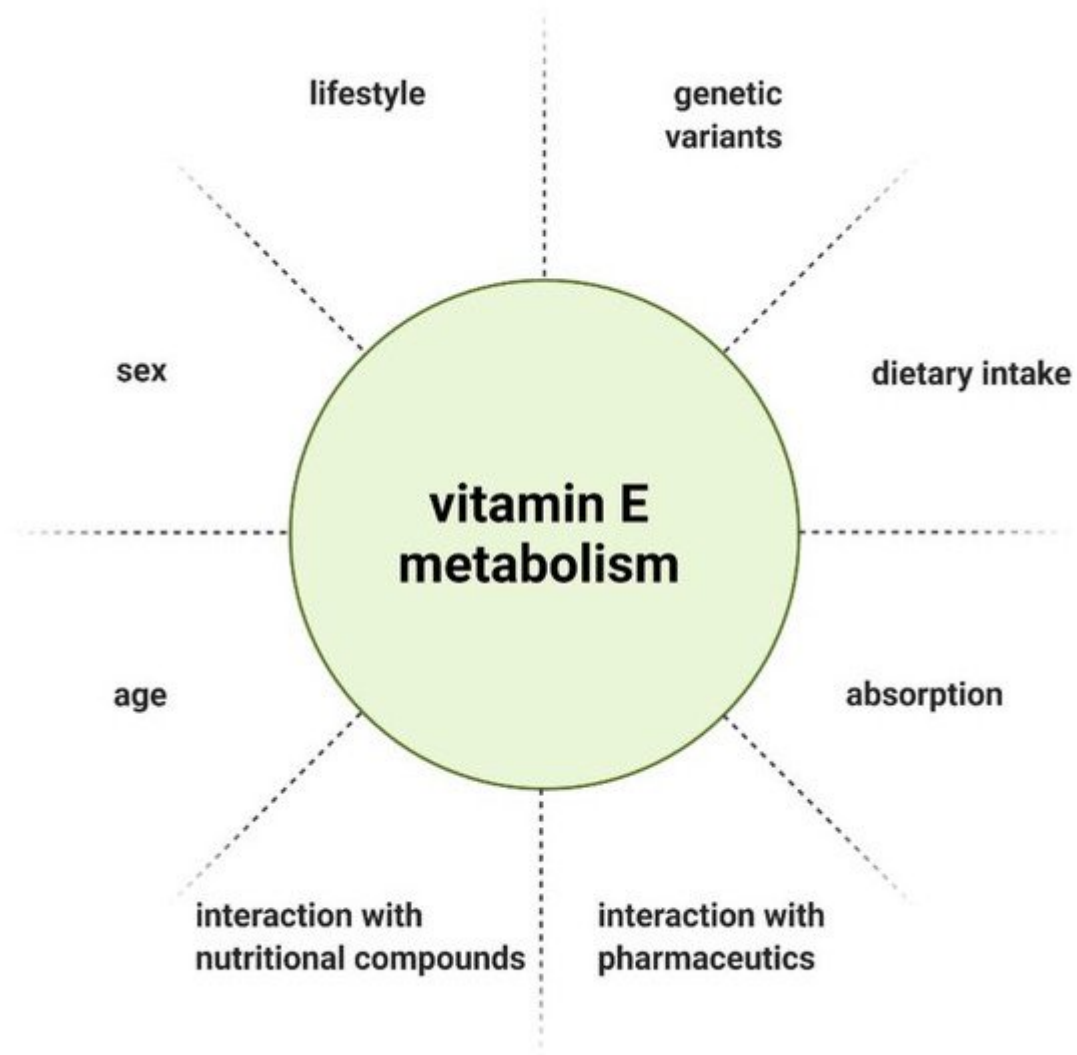 lifestyle
genetic
variants
sex
dietary intake
vitamin E
metabolism
age
absorption
interaction with
nutritional compounds
interaction with
pharmaceutics